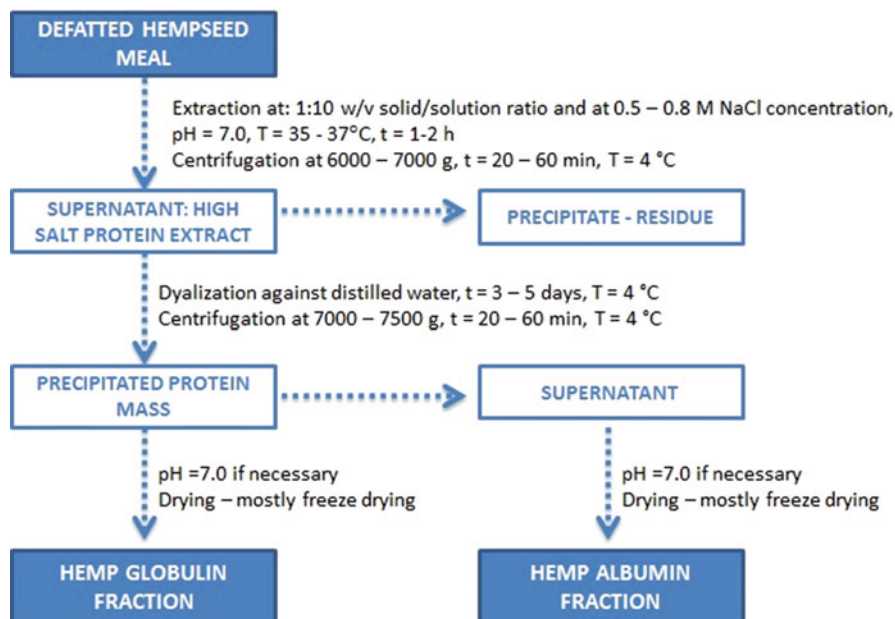 DEFATTED HEMPSEED
MEAL
Extraction at: 1:10 w/v solid/solution ratio and at 0.5 – 0.8 M NaCl concentration,
pH = 7.0, T = 35 - 37°C, t = 1-2 h
Centrifugation at 6000 – 7000 g, t = 20 – 60 min, T = 4 °C
SUPERNATANT: HIGH
SALT PROTEIN EXTRACT
PRECIPITATE - RESIDUE
Dyalization against distilled water, t = 3 – 5 days, T = 4 °C
Centrifugation at 7000 – 7500 g, t = 20 – 60 min, T = 4 °C
PRECIPITATED PROTEIN
MASS
SUPERNATANT
pH =7.0 if necessary
Drying – mostly freeze drying
pH =7.0 if necessary
Drying – mostly freeze drying
HEMP GLOBULIN
FRACTION
HEMP ALBUMIN
FRACTION